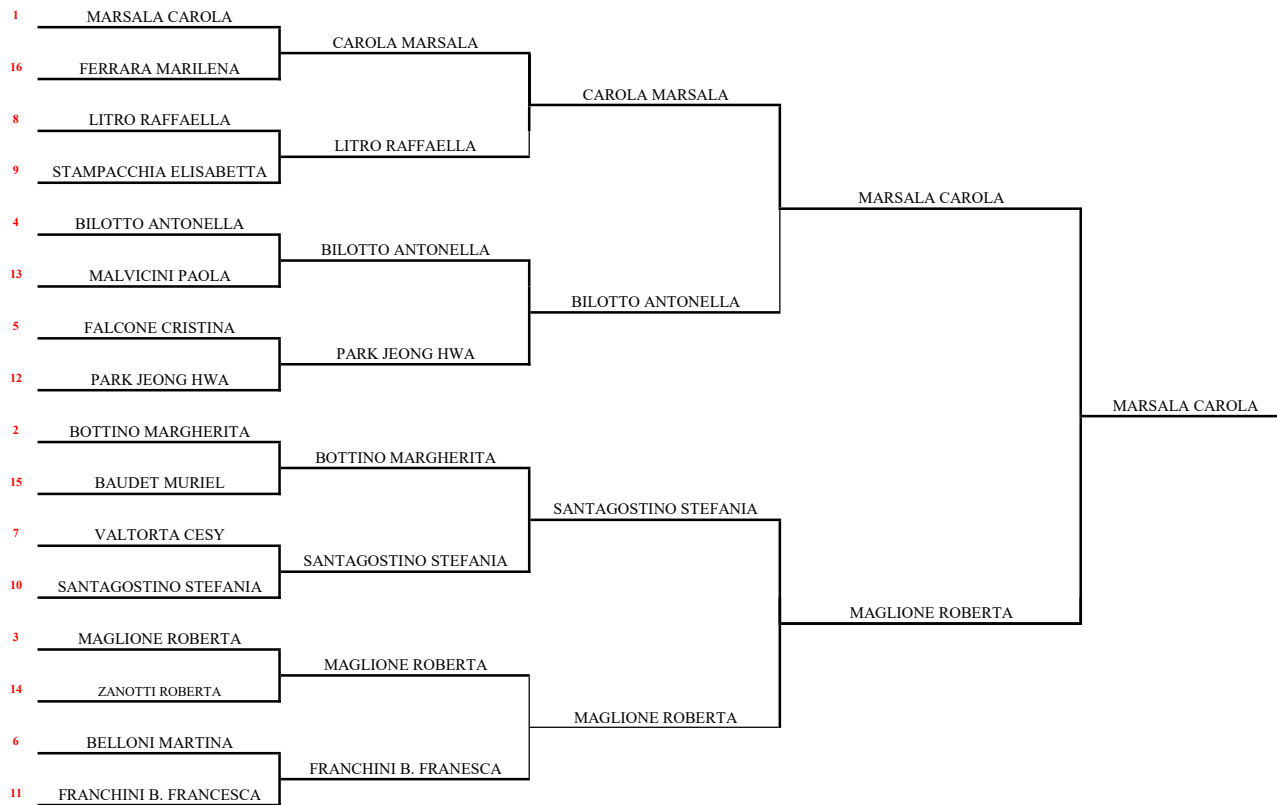 1 MARSALA CAROLA
CAROLA MARSALA
16 FERRARA MARILENA
CAROLA MARSALA
8 LITRO RAFFAELLA
LITRO RAFFAELLA
9 STAMPACCHIA ELISABETTA
MARSALA CAROLA
4 BILOTTO ANTONELLA
BILOTTO ANTONELLA
13 MALVICINI PAOLA
BILOTTO ANTONELLA
5 FALCONE CRISTINA
PARK JEONG HWA
12 PARK JEONG HWA
MARSALA CAROLA
2 BOTTINO MARGHERITA
BOTTINO MARGHERITA
15 BAUDET MURIEL
SANTAGOSTINO STEFANIA
7 VALTORTA CESY
SANTAGOSTINO STEFANIA
10 SANTAGOSTINO STEFANIA
MAGLIONE ROBERTA
3 MAGLIONE ROBERTA
MAGLIONE ROBERTA
14 ZANOTTI ROBERTA
MAGLIONE ROBERTA
6 BELLONI MARTINA
FRANCHINI B. FRANESCA
11 FRANCHINI B. FRANCESCA